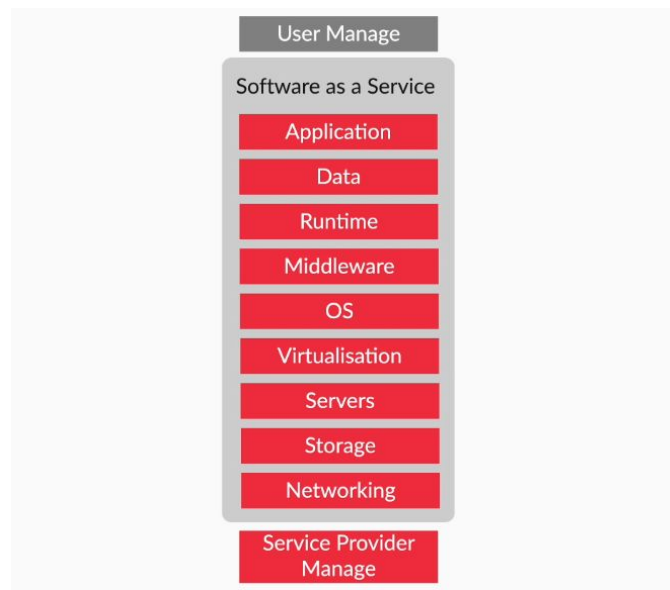 User Manage
Software as a Service
Application
Data
Runtime
Middleware
OS
Virtualisation
Servers
Storage
Networking
Service Provider
Manage